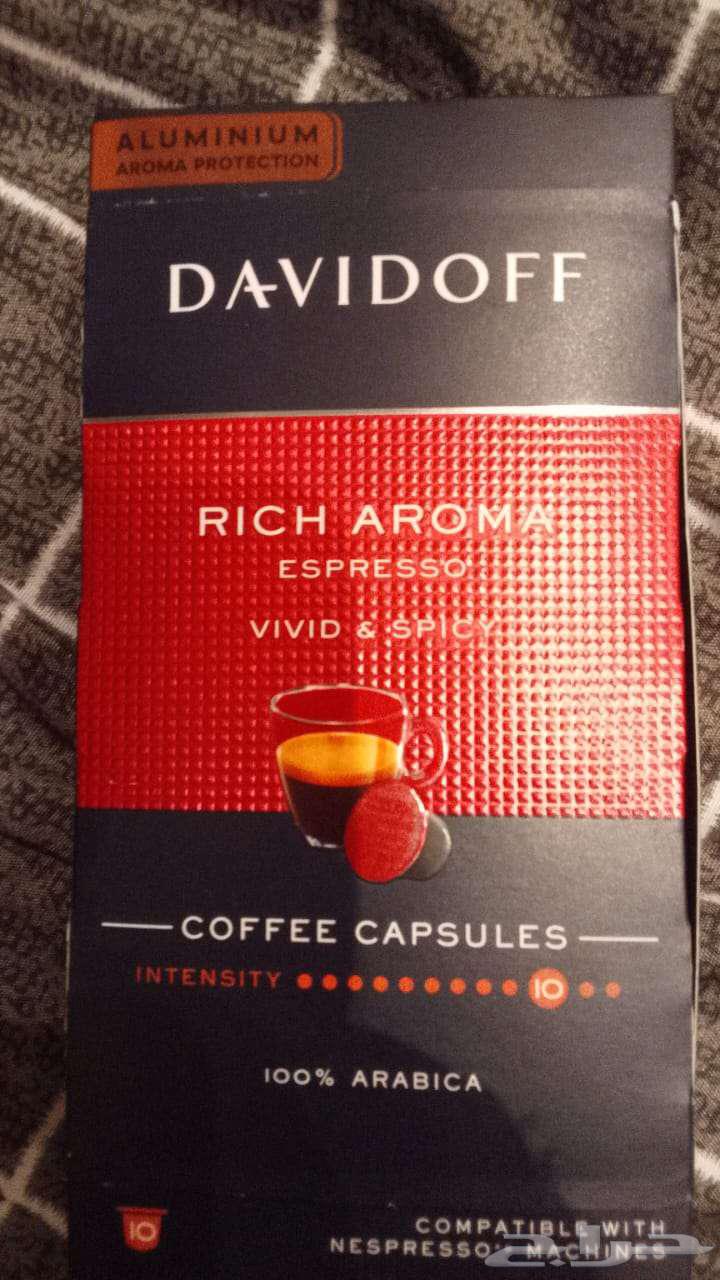 ALUMINIUM
AROMA PROTECTION
DAVIDOFF
RICH AROMA
ESPRESSO
VIVID & SPICY
COFFEE CAPSULES
INTENSITY 10
100% ARABICA
10
COMPATIBLE WITH
NESPRESSO* MACHINES